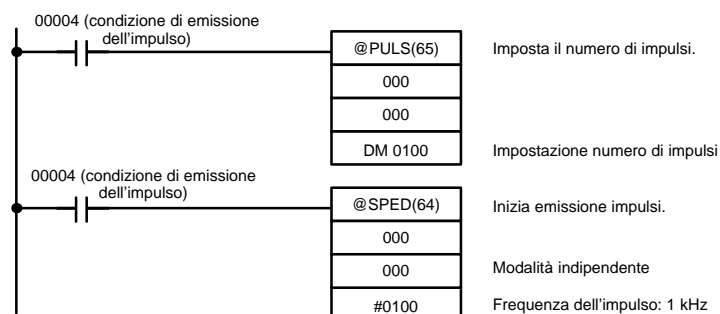 00004 (condizione di emissione
dell'impulso)
@PULS(65)
Imposta il numero di impulsi.
000
000
DM 0100
Impostazione numero di impulsi
00004 (condizione di emissione
dell'impulso)
@SPED(64)
Inizia emissione impulsi.
000
000
Modalità indipendente
#0100
Frequenza dell'impulso: 1 kHz